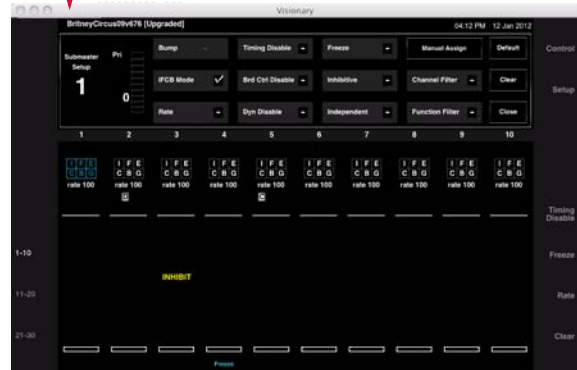 Visionary
BritneyCircus09v676 [Upgraded] 04:12 PM 12 Jan 2012
Submaster Setup 1
Pri 0
Bump - Timing Disable - Freeze - Manual Assign Default
IFCB Mode ✓ Brd Ctrl Disable - Inhibitive - Channel Filter - Clear
Rate - Dyn Disable - Independent - Function Filter - Close
Control
Setup
1 2 3 4 5 6 7 8 9 10
I F E I F E I F E I F E I F E I F E I F E I F E I F E I F E
C B G C B G C B G C B G C B G C B G C B G C B G C B G C B G
rate 100 rate 100 rate 100 rate 100 rate 100 rate 100 rate 100 rate 100 rate 100 rate 100
Timing Disable
1-10
Freeze
INHIBIT
11-20
Rate
21-30
Clear
Freeze